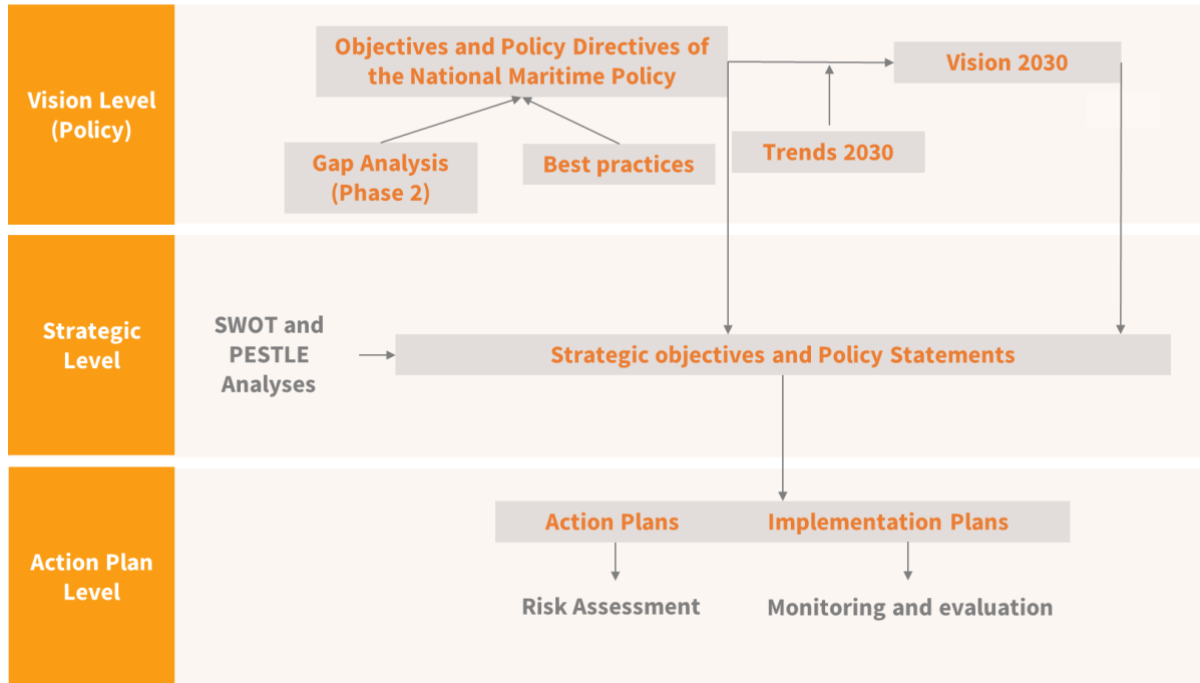 Vision Level
(Policy)
Objectives and Policy Directives of
the National Maritime Policy
Vision 2030
Gap Analysis
(Phase 2)
Best practices
Trends 2030
Strategic
Level
SWOT and
PESTLE
Analyses
Strategic objectives and Policy Statements
Action Plan
Level
Action Plans
Implementation Plans
Risk Assessment
Monitoring and evaluation